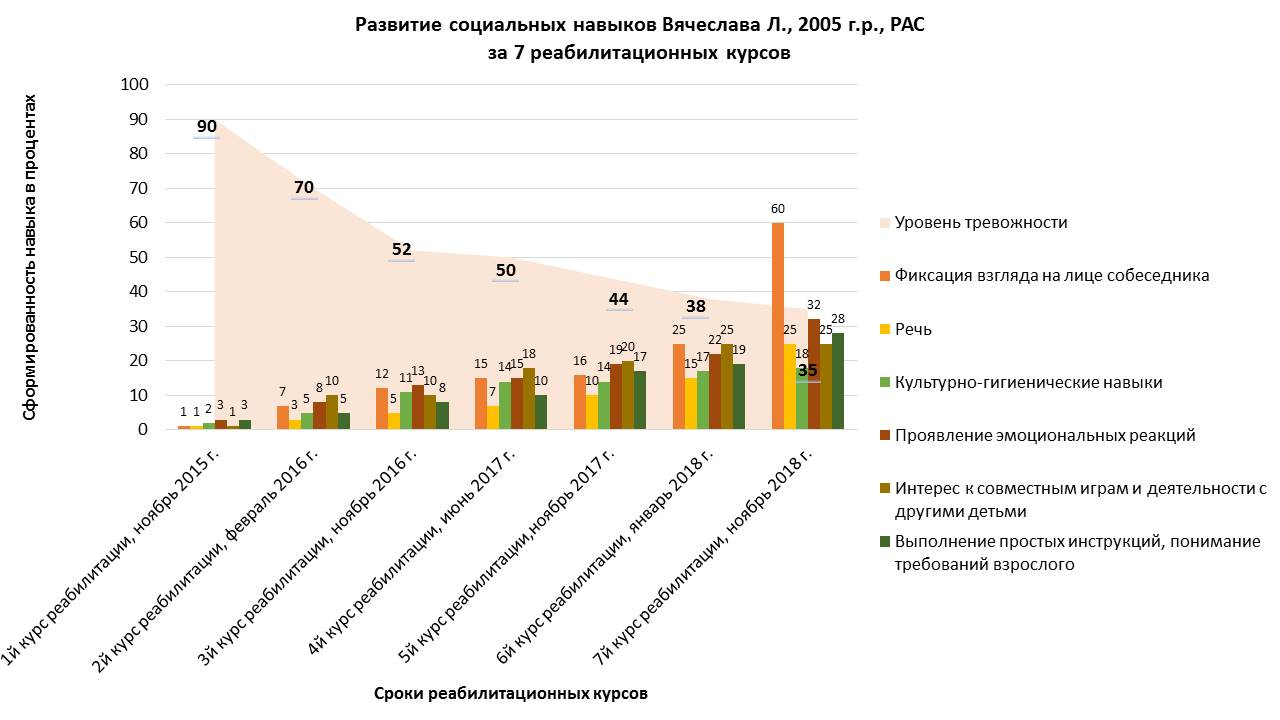 Развитие социальных навыков Вячеслава Л., 2005 г.р., РАС
за 7 реабилитационных курсов
Сформированность навыка в процентах
100
90
80
70
60
50
40
30
20
10
0
90
70
52
50
44
38
35
1 1 2 3 1 3
7 3 5 8 10 5
12 5 11 13 10 8
15 7 14 15 18 10
16 10 14 19 20 17
25 15 17 22 25 19
60 25 18 32 25 28
1й курс реабилитации, ноябрь 2015 г.
2й курс реабилитации, февраль 2016 г.
3й курс реабилитации, ноябрь 2016 г.
4й курс реабилитации, июнь 2017 г.
5й курс реабилитации,ноябрь 2017 г.
6й курс реабилитации, январь 2018 г.
7й курс реабилитации, ноябрь 2018 г.
Сроки реабилитационных курсов
Уровень тревожности
Фиксация взгляда на лице собеседника
Речь
Культурно-гигиенические навыки
Проявление эмоциональных реакций
Интерес к совместным играм и деятельности с
другими детьми
Выполнение простых инструкций, понимание
требований взрослого